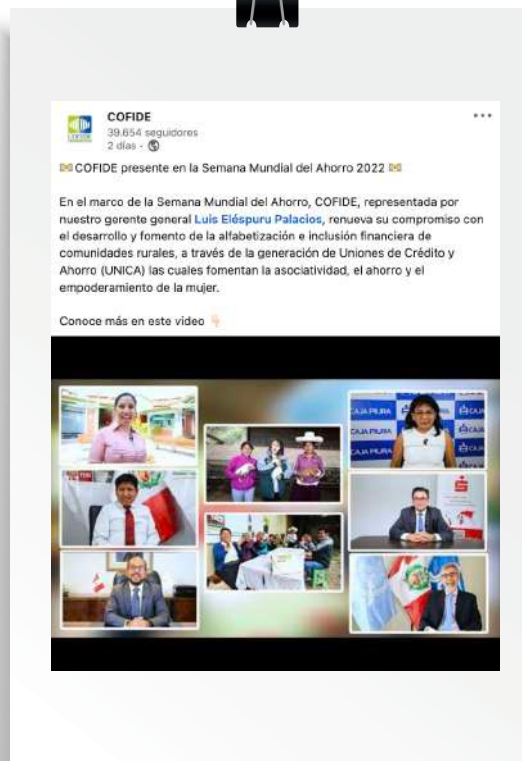 COFIDE
39.654 seguidores
2 días •
COFIDE presente en la Semana Mundial del Ahorro 2022
En el marco de la Semana Mundial del Ahorro, COFIDE, representada por
nuestro gerente general Luis Eléspuru Palacios, renueva su compromiso con
el desarrollo y fomento de la alfabetización e inclusión financiera de
comunidades rurales, a través de la generación de Uniones de Crédito y
Ahorro (UNICA) las cuales fomentan la asociatividad, el ahorro y el
empoderamiento de la mujer.
Conoce más en este video
CAJA PIURA
CAJA PIURA
CAJA PIURA